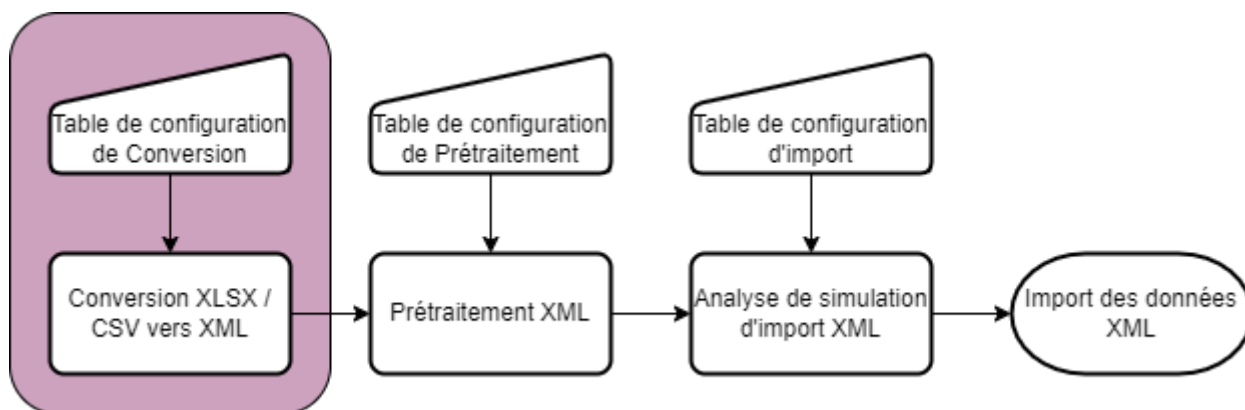 Table de configuration
de Conversion
Table de configuration
de Prétraitement
Table de configuration
d'import
Conversion XLSX /
CSV vers XML
Prétraitement XML
Analyse de simulation
d'import XML
Import des données
XML